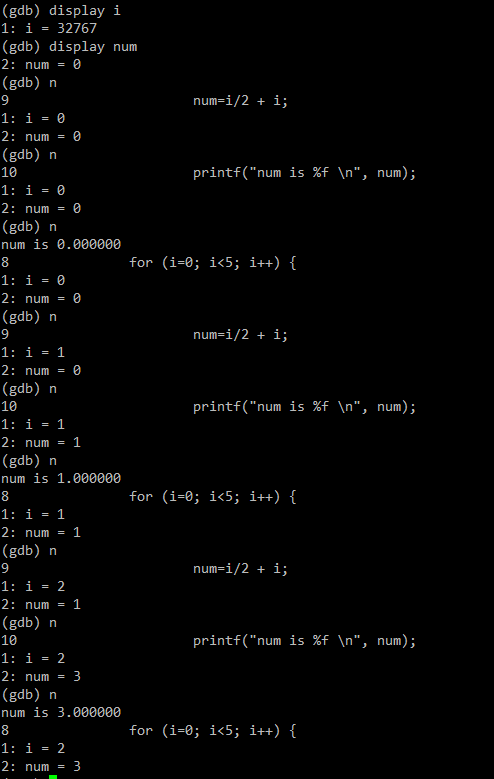 (gdb) display i
1: i = 32767
(gdb) display num
2: num = 0
(gdb) n
9                       num=i/2 + i;
1: i = 0
2: num = 0
(gdb) n
10                      printf("num is %f \n", num);
1: i = 0
2: num = 0
(gdb) n
num is 0.000000
8               for (i=0; i<5; i++) {
1: i = 0
2: num = 0
(gdb) n
9                       num=i/2 + i;
1: i = 1
2: num = 0
(gdb) n
10                      printf("num is %f \n", num);
1: i = 1
2: num = 1
(gdb) n
num is 1.000000
8               for (i=0; i<5; i++) {
1: i = 1
2: num = 1
(gdb) n
9                       num=i/2 + i;
1: i = 2
2: num = 1
(gdb) n
10                      printf("num is %f \n", num);
1: i = 2
2: num = 3
(gdb) n
num is 3.000000
8               for (i=0; i<5; i++) {
1: i = 2
2: num = 3